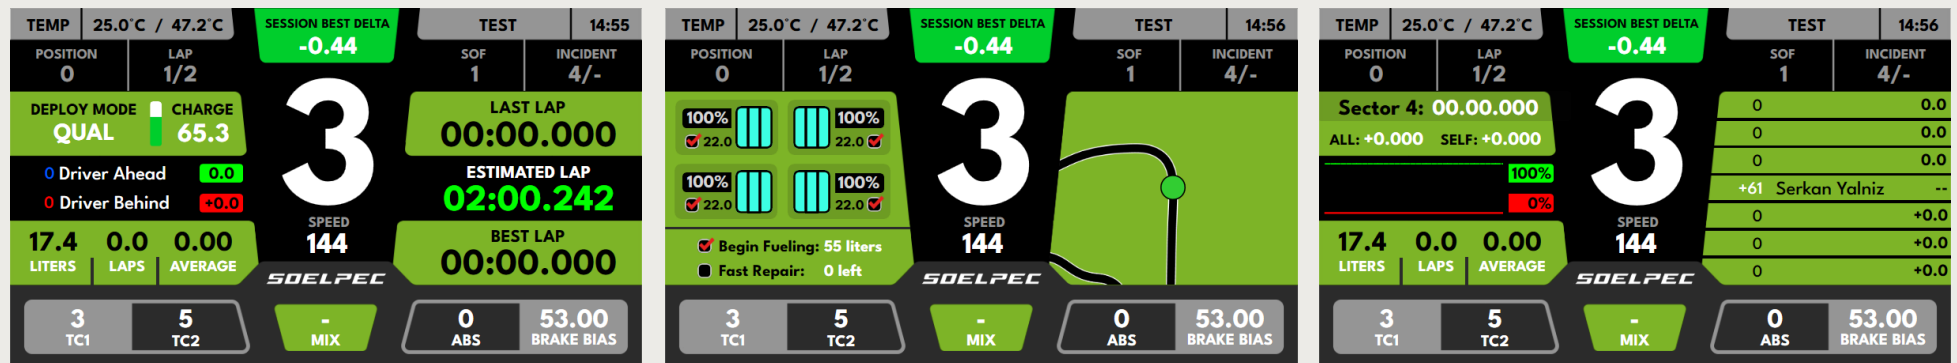 TEMP 25.0°C / 47.2°C
SESSION BEST DELTA
-0.44
TEST 14:55
POSITION LAP
0 1/2
SOF INCIDENT
1 4/-
DEPLOY MODE CHARGE
QUAL 65.3
0 Driver Ahead 0.0
0 Driver Behind +0.0
17.4 0.0 0.00
LITERS LAPS AVERAGE
3
SPEED
144
SOELPEC
LAST LAP
00:00.000
ESTIMATED LAP
02:00.242
BEST LAP
00:00.000
3 5
TC1 TC2
-
MIX
0 53.00
ABS BRAKE BIAS
TEMP 25.0°C / 47.2°C
SESSION BEST DELTA
-0.44
TEST 14:56
POSITION LAP
0 1/2
SOF INCIDENT
1 4/-
100% 100%
22.0 22.0
100% 100%
22.0 22.0
Begin Fueling: 55 liters
Fast Repair: 0 left
3
SPEED
144
SOELPEC
3 5
TC1 TC2
-
MIX
0 53.00
ABS BRAKE BIAS
TEMP 25.0°C / 47.2°C
SESSION BEST DELTA
-0.44
TEST 14:56
POSITION LAP
0 1/2
SOF INCIDENT
1 4/-
Sector 4: 00.00.000
ALL: +0.000 SELF: +0.000
100%
0%
17.4 0.0 0.00
LITERS LAPS AVERAGE
3
SPEED
144
SOELPEC
0 0.0
0 0.0
0 0.0
+61 Serkan Yalniz --
0 +0.0
0 +0.0
0 +0.0
3 5
TC1 TC2
-
MIX
0 53.00
ABS BRAKE BIAS